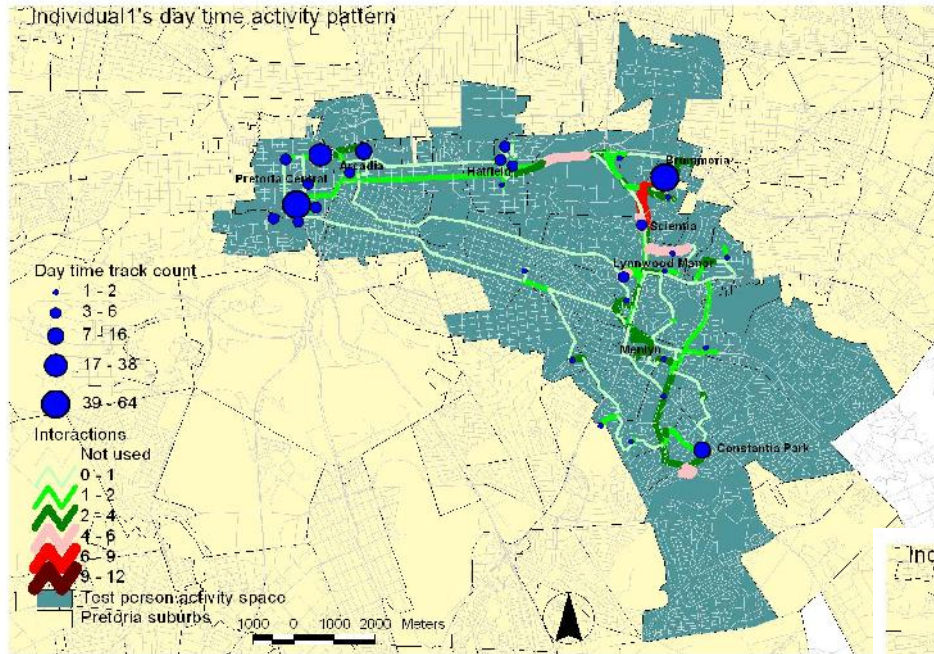 Individual1's day time activity pattern
Brummeria
Arcadia
Hatfield
Pretoria Central
Scientia
Lynnwood Manor
Day time track count
1 - 2
3 - 6
7 - 16
17 - 38
39 - 64
Menlyn
Constantia Park
Interactions
Not used
0 - 1
1 - 2
2 - 4
4 - 6
6 - 9
9 - 12
Test person activity space
Pretoria suburbs
1000 0 1000 2000 Meters